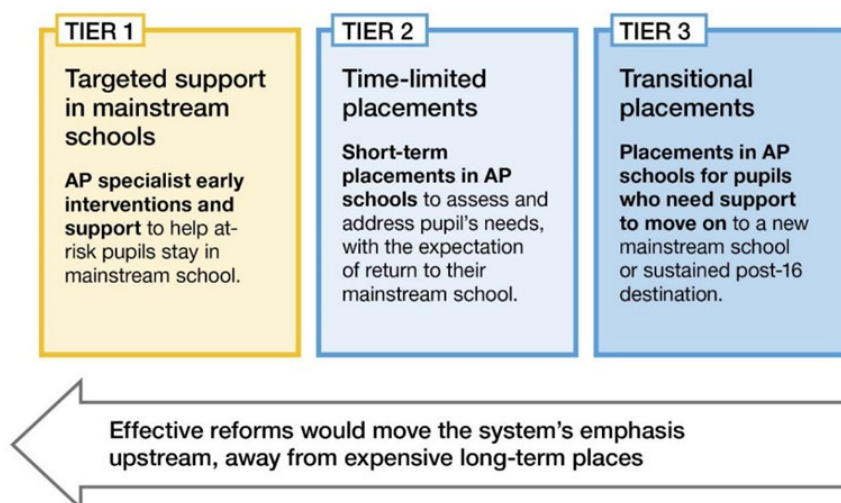 TIER 1
Targeted support
in mainstream
schools
AP specialist early
interventions and
support to help at-
risk pupils stay in
mainstream school.
TIER 2
Time-limited
placements
Short-term
placements in AP
schools to assess and
address pupil's needs,
with the expectation
of return to their
mainstream school.
TIER 3
Transitional
placements
Placements in AP
schools for pupils
who need support
to move on to a new
mainstream school
or sustained post-16
destination.
Effective reforms would move the system's emphasis
upstream, away from expensive long-term places